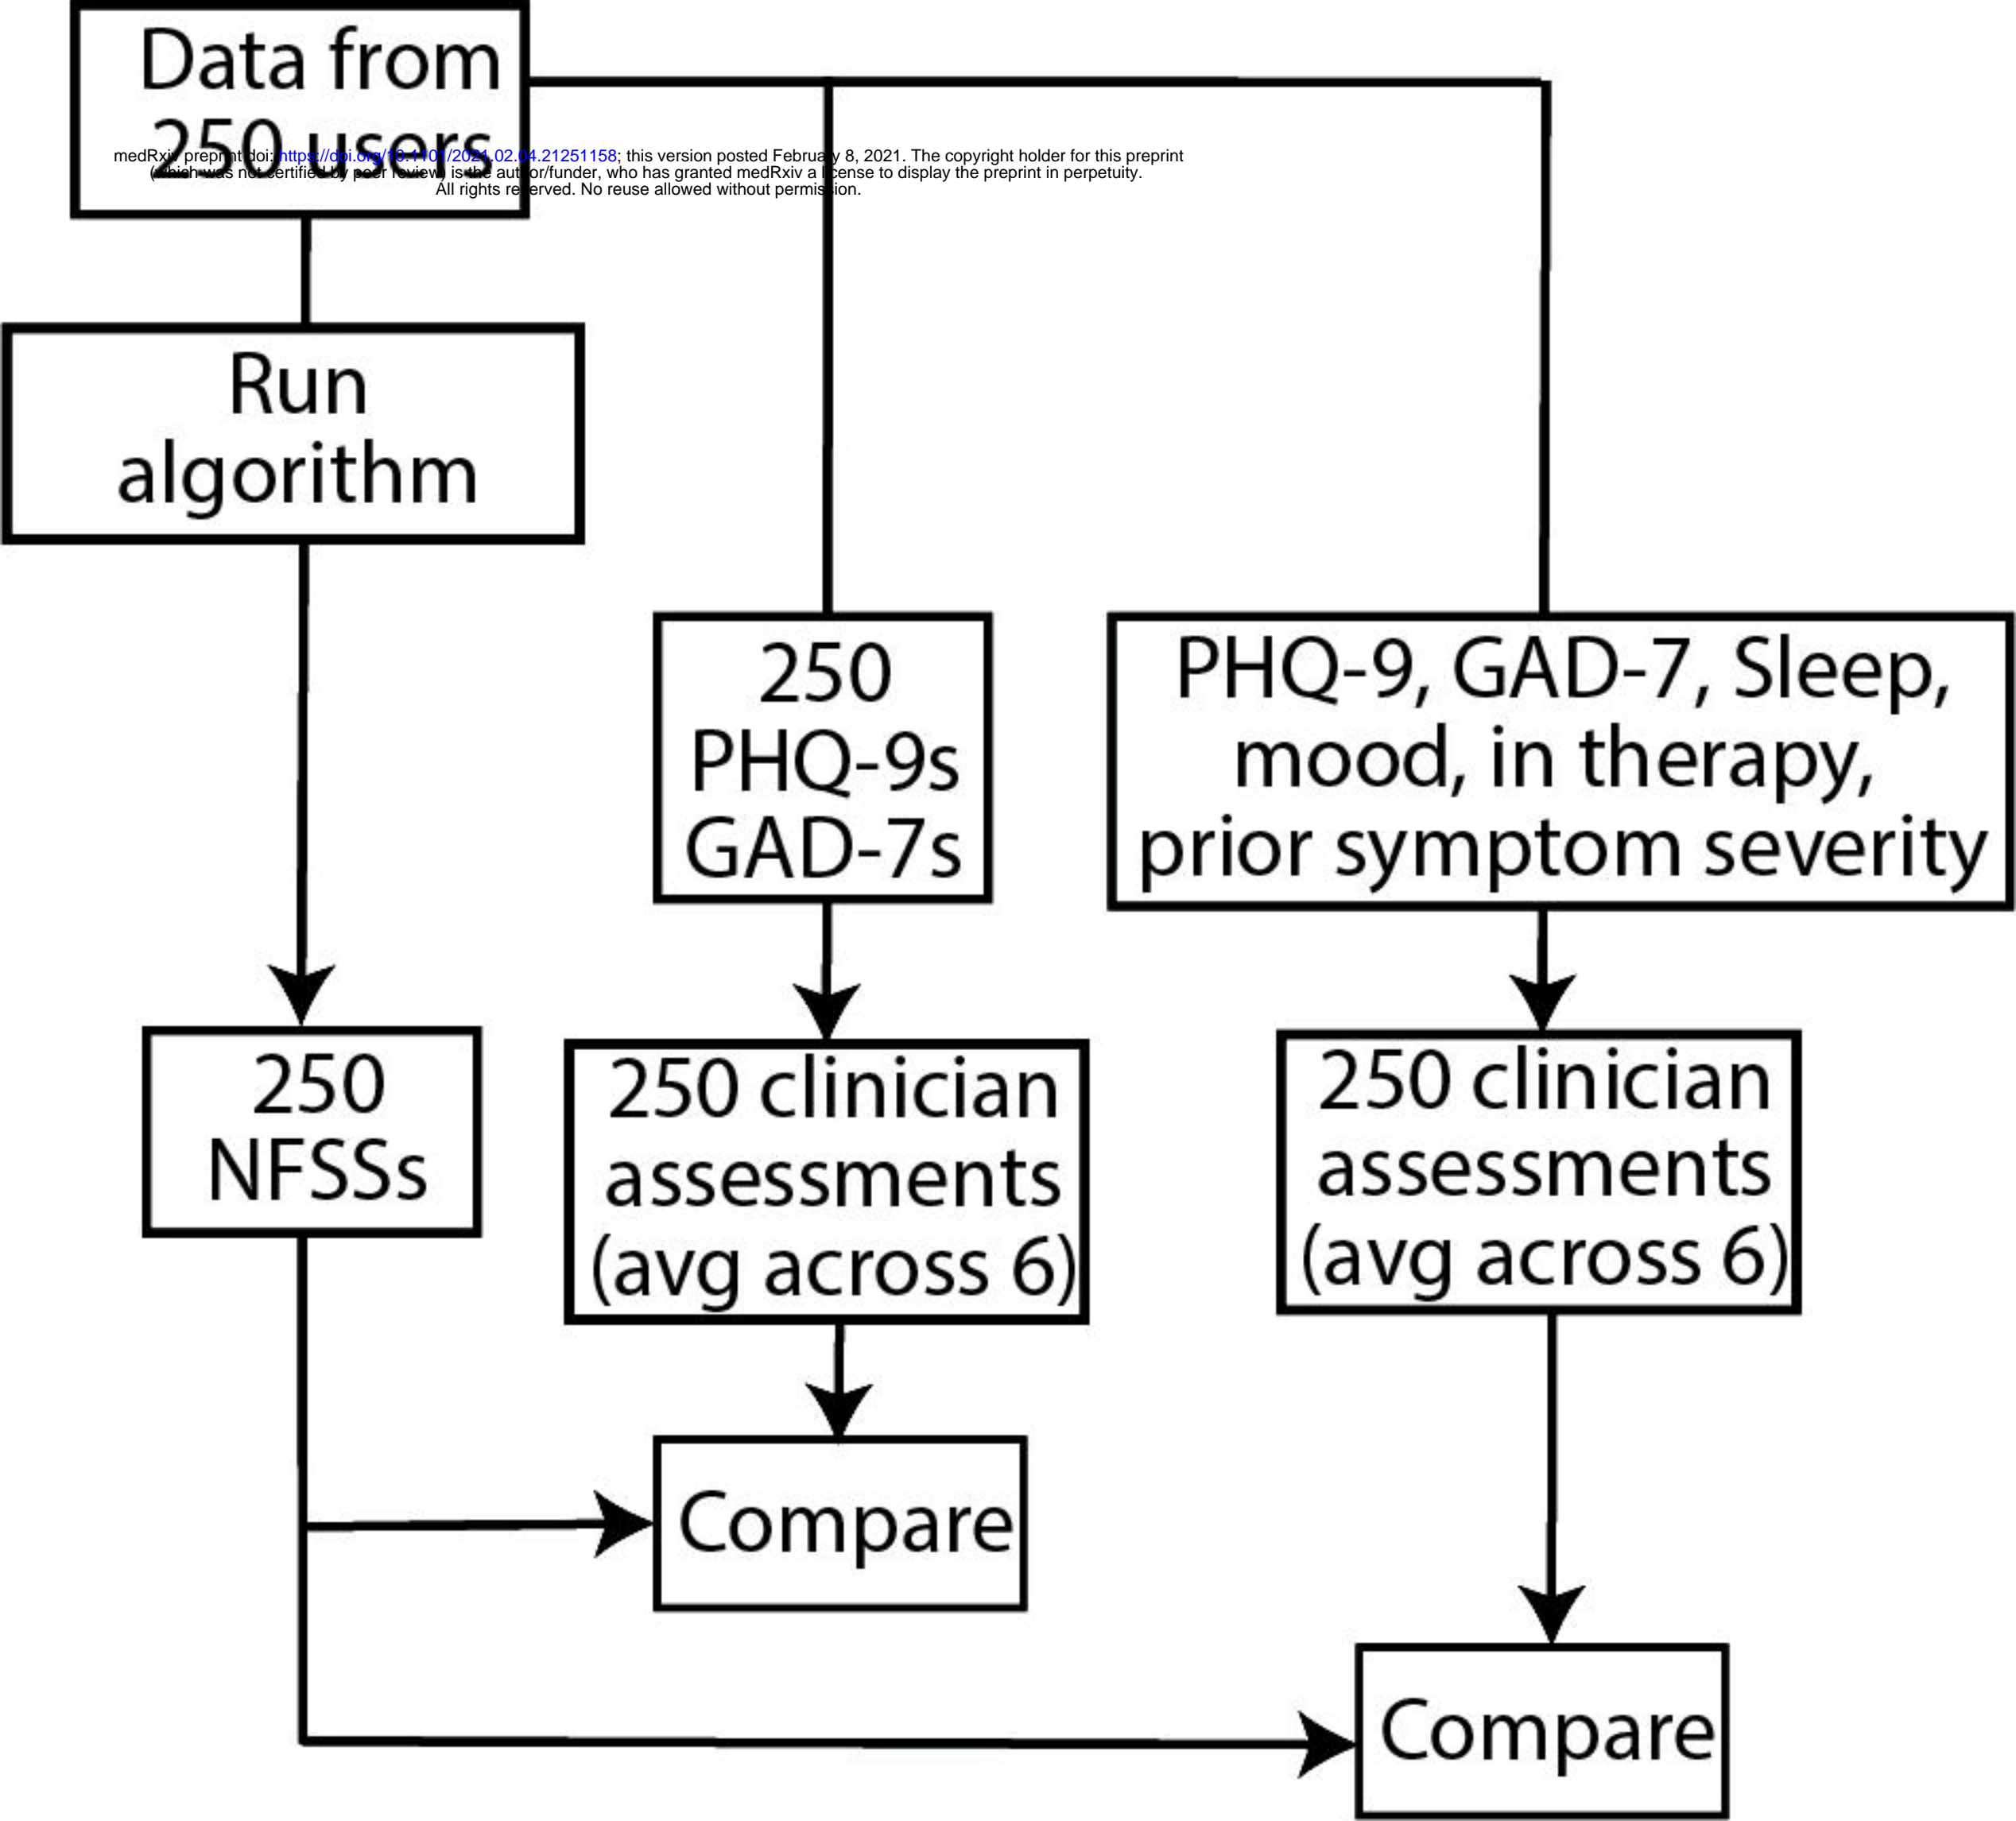 Data from
250 users
medRxiv preprint doi: https://doi.org/10.1101/2021.02.04.21251158; this version posted February 8, 2021. The copyright holder for this preprint
(which was not certified by peer review) is the author/funder, who has granted medRxiv a license to display the preprint in perpetuity.
All rights reserved. No reuse allowed without permission.
Run
algorithm
250
PHQ-9s
GAD-7s
PHQ-9, GAD-7, Sleep,
mood, in therapy,
prior symptom severity
250
NFSSs
250 clinician
assessments
(avg across 6)
250 clinician
assessments
(avg across 6)
Compare
Compare